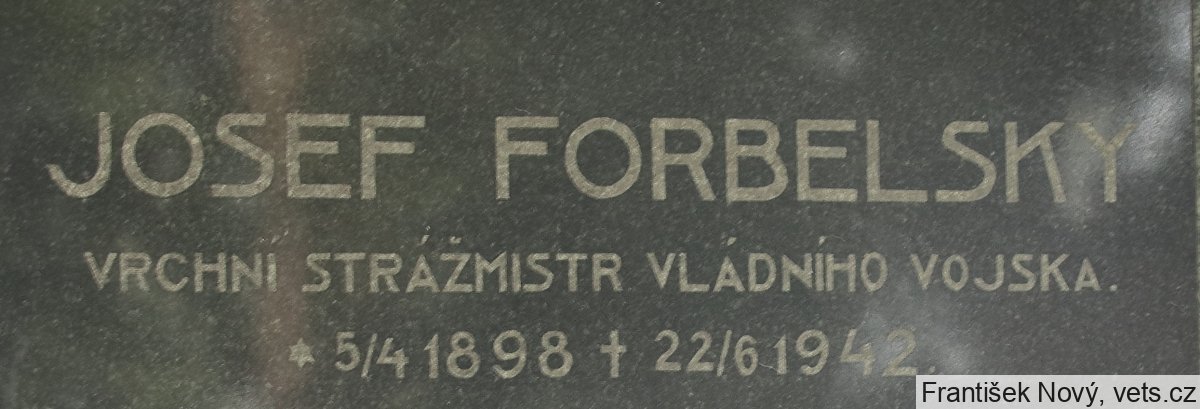 JOSEF FORBELSKY
VRCHNÍ STRÁŽMISTR VLÁDNÍHO VOJSKA.
* 5/4 1898 † 22/6 1942.
František Nový, vets.cz